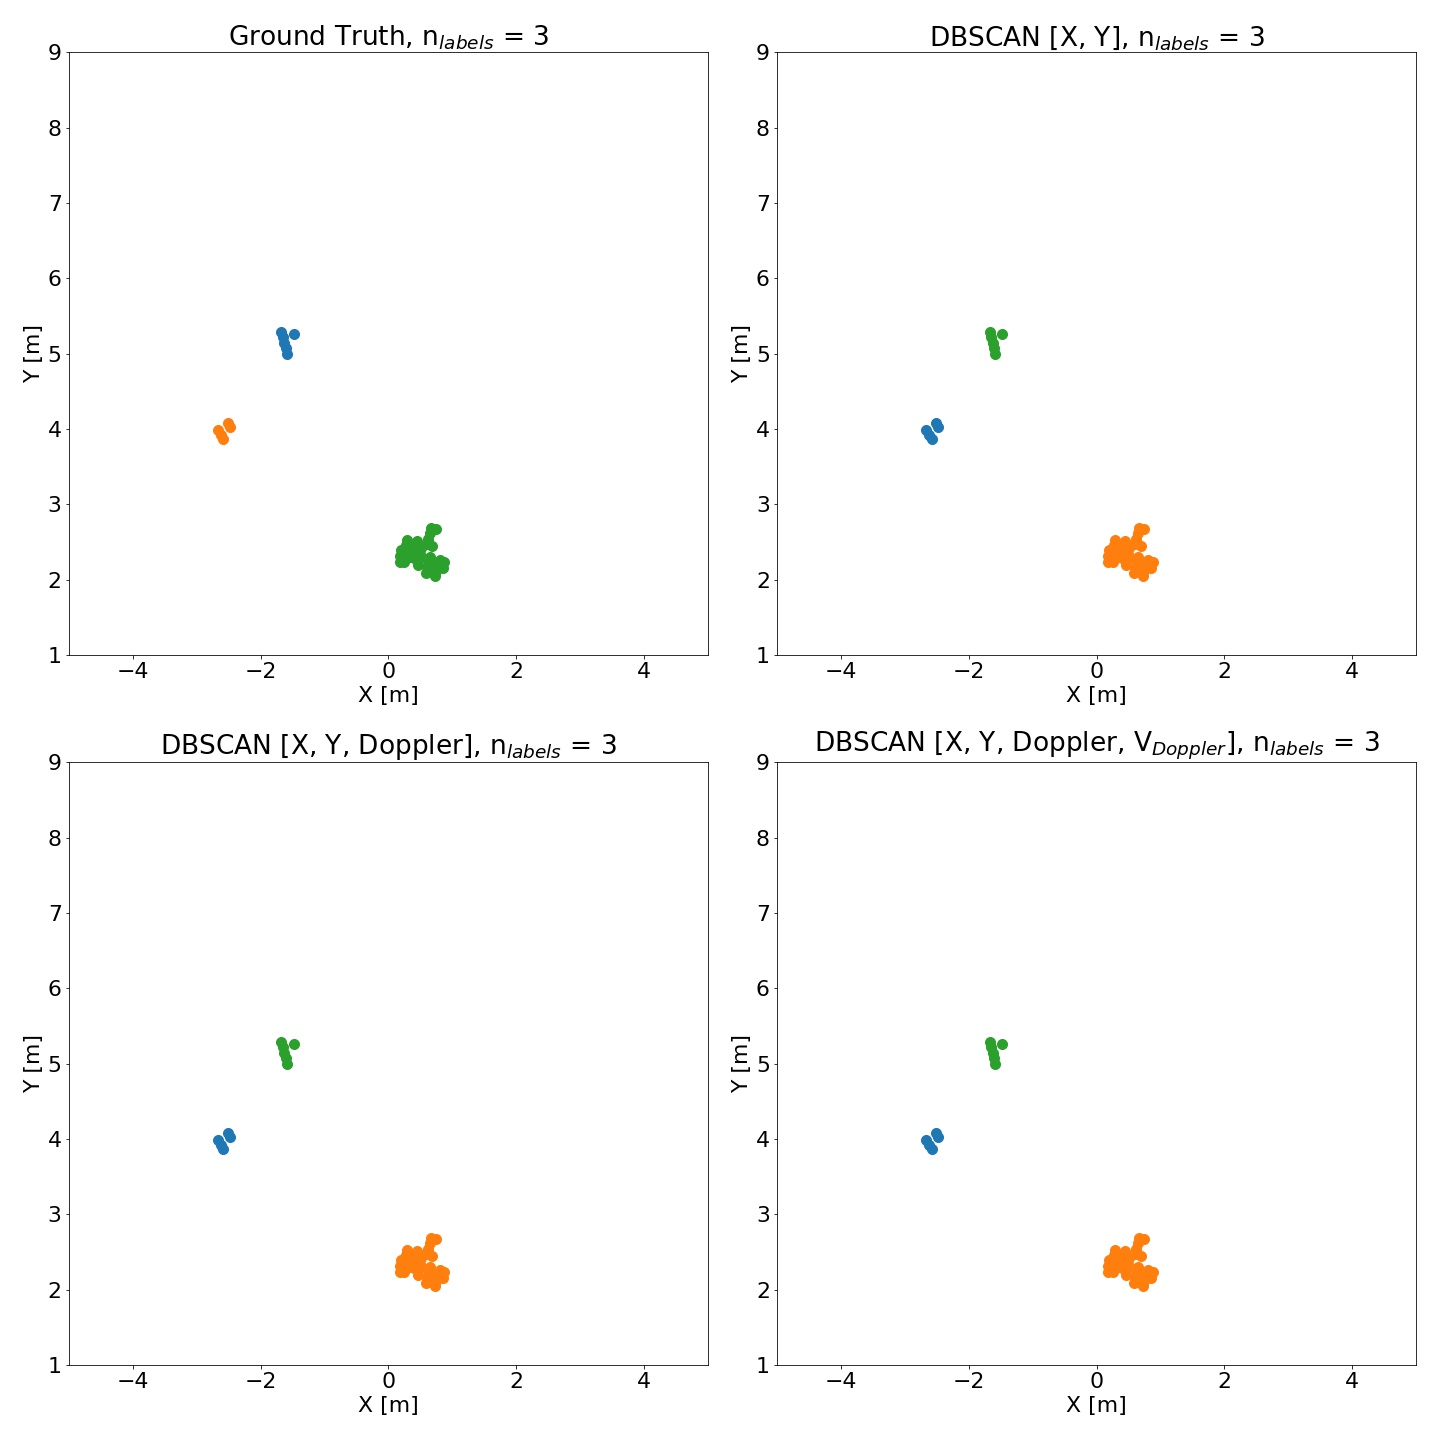 Ground Truth, n_labels = 3
9
8
7
6
5
4
3
2
1
Y [m]
−4 −2 0 2 4
X [m]
DBSCAN [X, Y], n_labels = 3
9
8
7
6
5
4
3
2
1
Y [m]
−4 −2 0 2 4
X [m]
DBSCAN [X, Y, Doppler], n_labels = 3
9
8
7
6
5
4
3
2
1
Y [m]
−4 −2 0 2 4
X [m]
DBSCAN [X, Y, Doppler, V_Doppler], n_labels = 3
9
8
7
6
5
4
3
2
1
Y [m]
−4 −2 0 2 4
X [m]